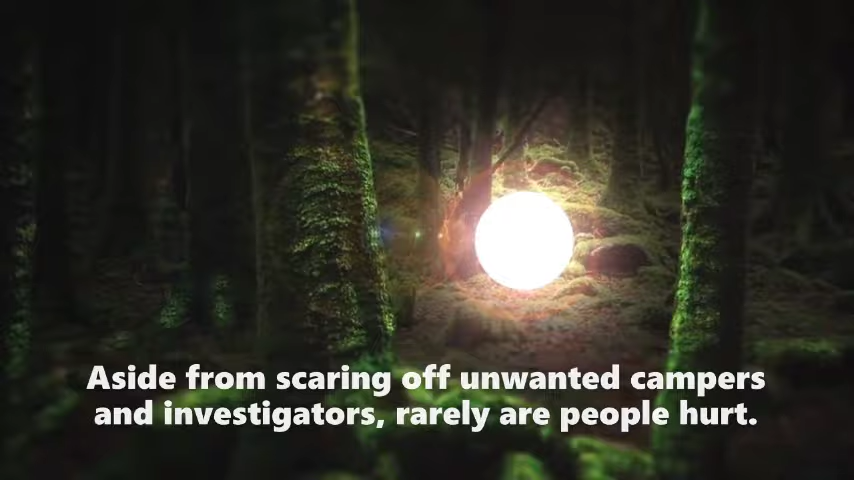 Aside from scaring off unwanted campers
and investigators, rarely are people hurt.